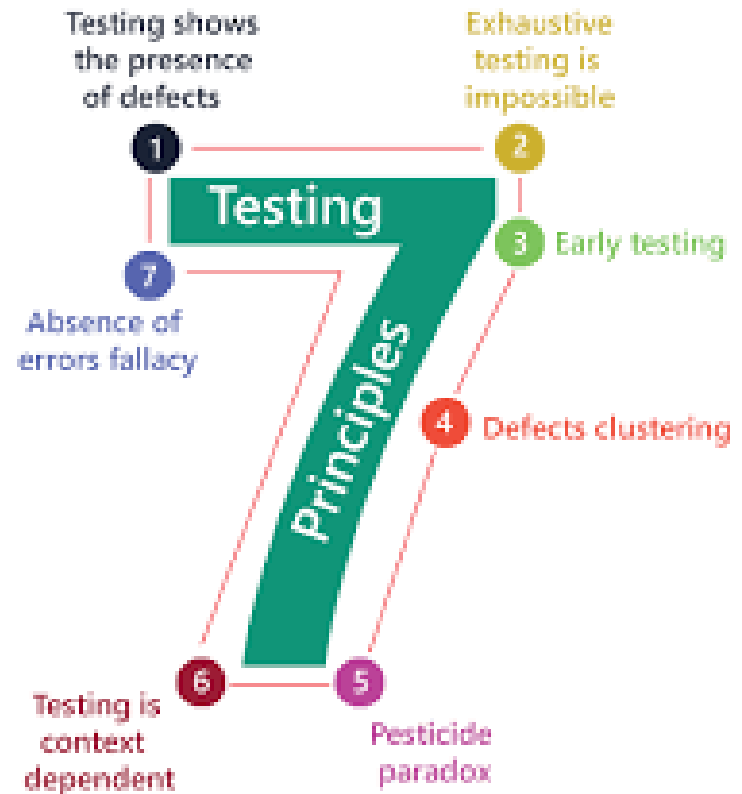 Testing shows
the presence
of defects
1
Exhaustive
testing is
impossible
2
Testing
3
Early testing
7
Absence of
errors fallacy
Principles
4
Defects clustering
6
Testing is
context
dependent
5
Pesticide
paradox